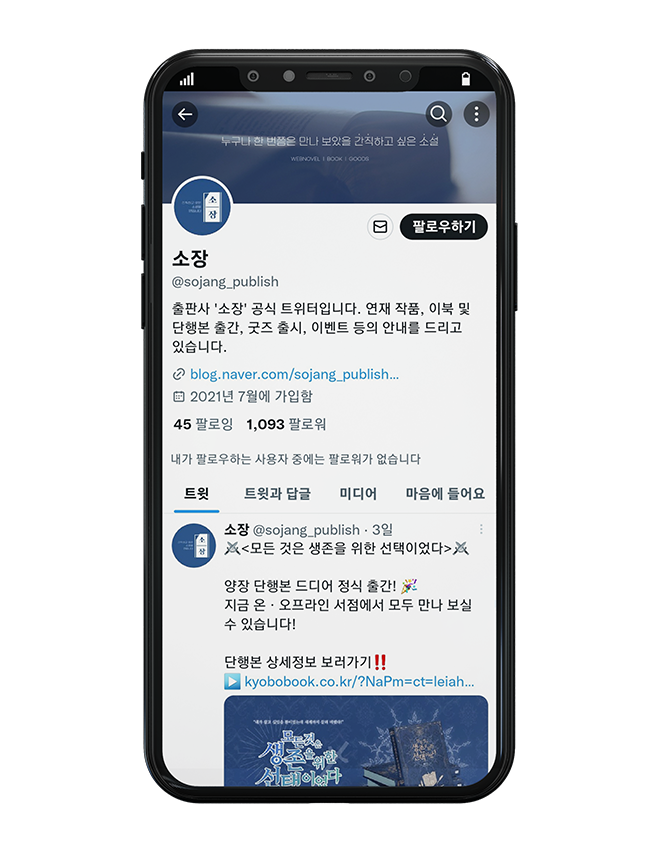 누구나 한 번쯤은 만나 보았을 간직하고 싶은 소설
WEBNOVEL | BOOK | GOODS
소
장
팔로우하기
소장
@sojang_publish
출판사 '소장' 공식 트위터입니다. 연재 작품, 이북 및
단행본 출간, 굿즈 출시, 이벤트 등의 안내를 드리고
있습니다.
blog.naver.com/sojang_publish...
2021년 7월에 가입함
45 팔로잉 1,093 팔로워
내가 팔로우하는 사용자 중에는 팔로워가 없습니다
트윗 트윗과 답글 미디어 마음에 들어요
소장 @sojang_publish · 3일
소
장
⚔<모든 것은 생존을 위한 선택이었다>⚔
양장 단행본 드디어 정식 출간! 🎉
지금 온 · 오프라인 서점에서 모두 만나 보실
수 있습니다!
단행본 상세정보 보러가기‼
▶ kyobobook.co.kr/?NaPm=ct=leiah...
모든 것은
생존을 위한
선택이었다